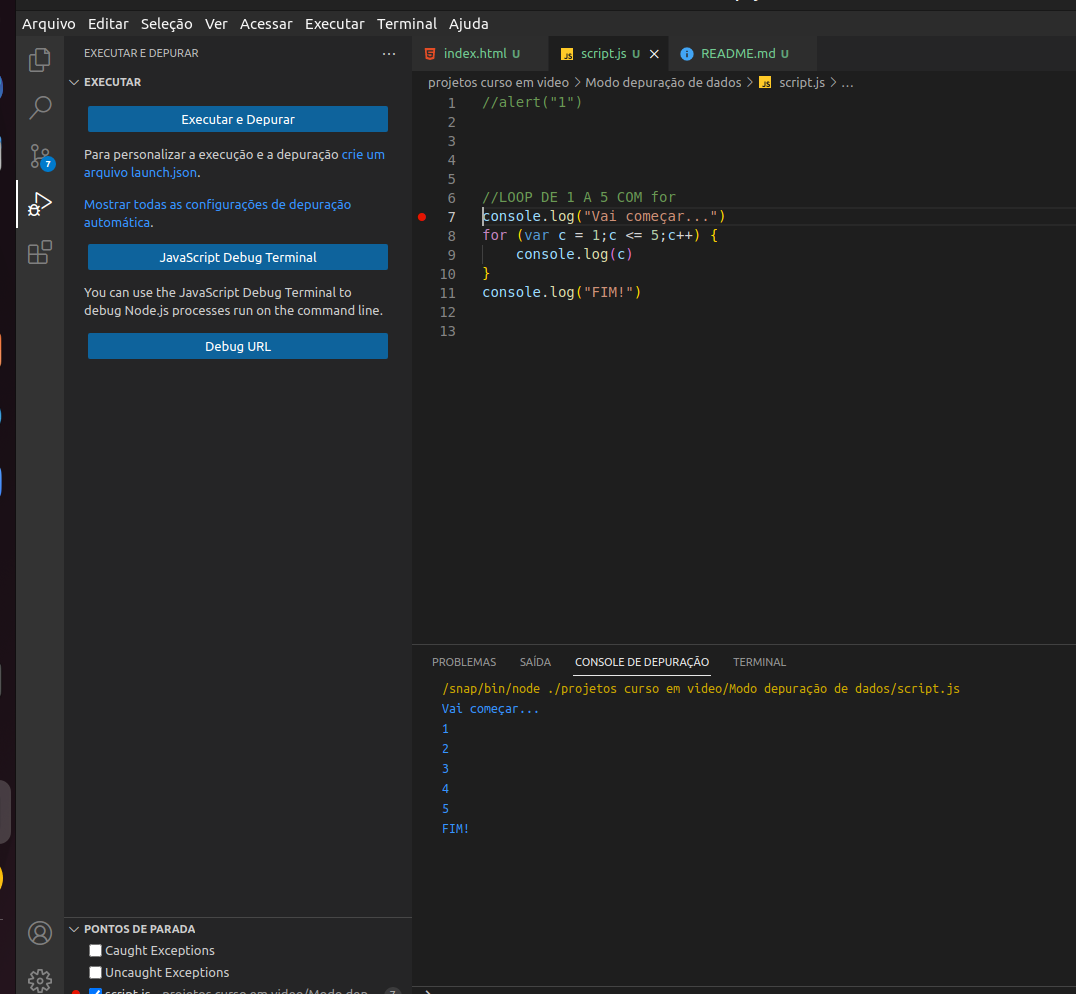 Arquivo Editar Seleção Ver Acessar Executar Terminal Ajuda
EXECUTAR E DEPURAR ...
EXECUTAR
Executar e Depurar
Para personalizar a execução e a depuração crie um
arquivo launch.json.
Mostrar todas as configurações de depuração
automática.
JavaScript Debug Terminal
You can use the JavaScript Debug Terminal to
debug Node.js processes run on the command line.
Debug URL
7
PONTOS DE PARADA
Caught Exceptions
Uncaught Exceptions
script.js projetos curso em video/Modo dep... 7
index.html U JS script.js U README.md U
projetos curso em video > Modo depuração de dados > JS script.js > ...
1 //alert("1")
2
3
4
5
6 //LOOP DE 1 A 5 COM for
7 console.log("Vai começar...")
8 for (var c = 1;c <= 5;c++) {
9 console.log(c)
10 }
11 console.log("FIM!")
12
13
PROBLEMAS SAÍDA CONSOLE DE DEPURAÇÃO TERMINAL
/snap/bin/node ./projetos curso em video/Modo depuração de dados/script.js
Vai começar...
1
2
3
4
5
FIM!